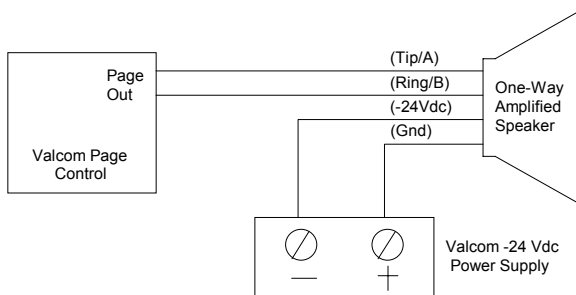 (Tip/A)
Page
Out
(Ring/B)
One-Way
Amplified
Speaker
(-24Vdc)
(Gnd)
Valcom Page
Control
Valcom -24 Vdc
Power Supply